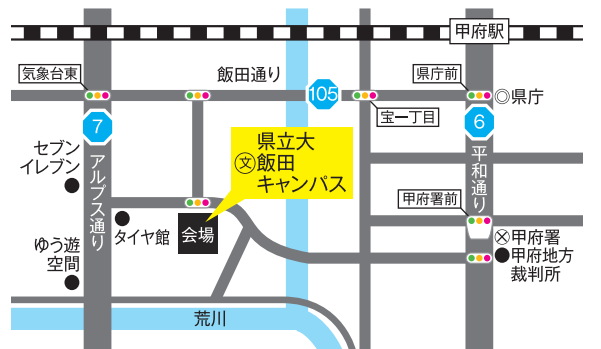 甲府駅
気象台東
飯田通り
県庁前
105
◎県庁
宝一丁目
7
6
セブン
イレブン
アルプス通り
県立大
文飯田
キャンパス
平和通り
甲府署前
タイヤ館
会場
甲府署
甲府地方
裁判所
ゆう遊
空間
荒川